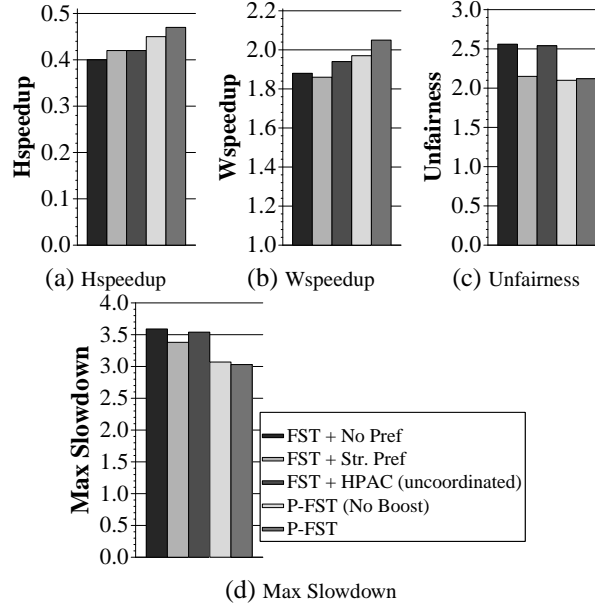 0.5
0.4
0.3
0.2
0.1
0.0
Hspeedup
(a) Hspeedup
2.2
2.0
1.8
1.6
1.4
1.2
1.0
Wspeedup
(b) Wspeedup
3.0
2.5
2.0
1.5
1.0
0.5
0.0
Unfairness
(c) Unfairness
4.0
3.5
3.0
2.5
2.0
1.5
1.0
0.5
0.0
Max Slowdown
FST + No Pref
FST + Str. Pref
FST + HPAC (uncoordinated)
P-FST (No Boost)
P-FST
(d) Max Slowdown